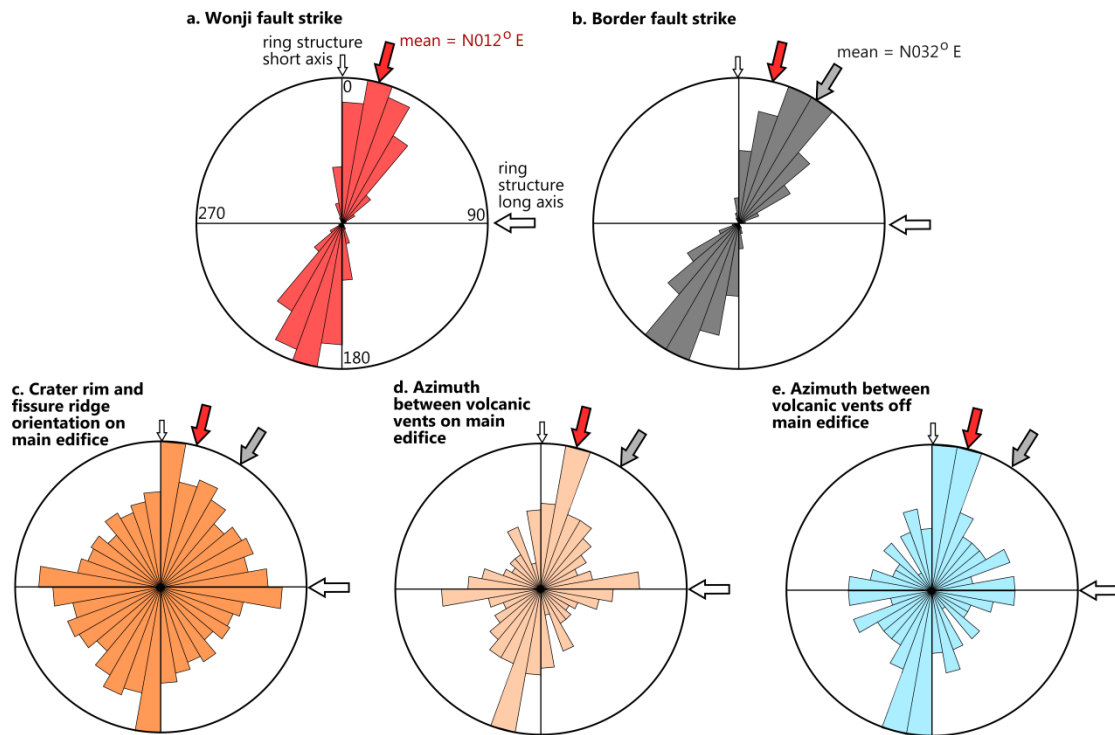 a. Wonji fault strike
ring structure
short axis
mean = N012° E
0
270
90
180
ring
structure
long axis
b. Border fault strike
mean = N032° E
c. Crater rim and
fissure ridge
orientation on
main edifice
d. Azimuth
between volcanic
vents on main
edifice
e. Azimuth between
volcanic vents off
main edifice